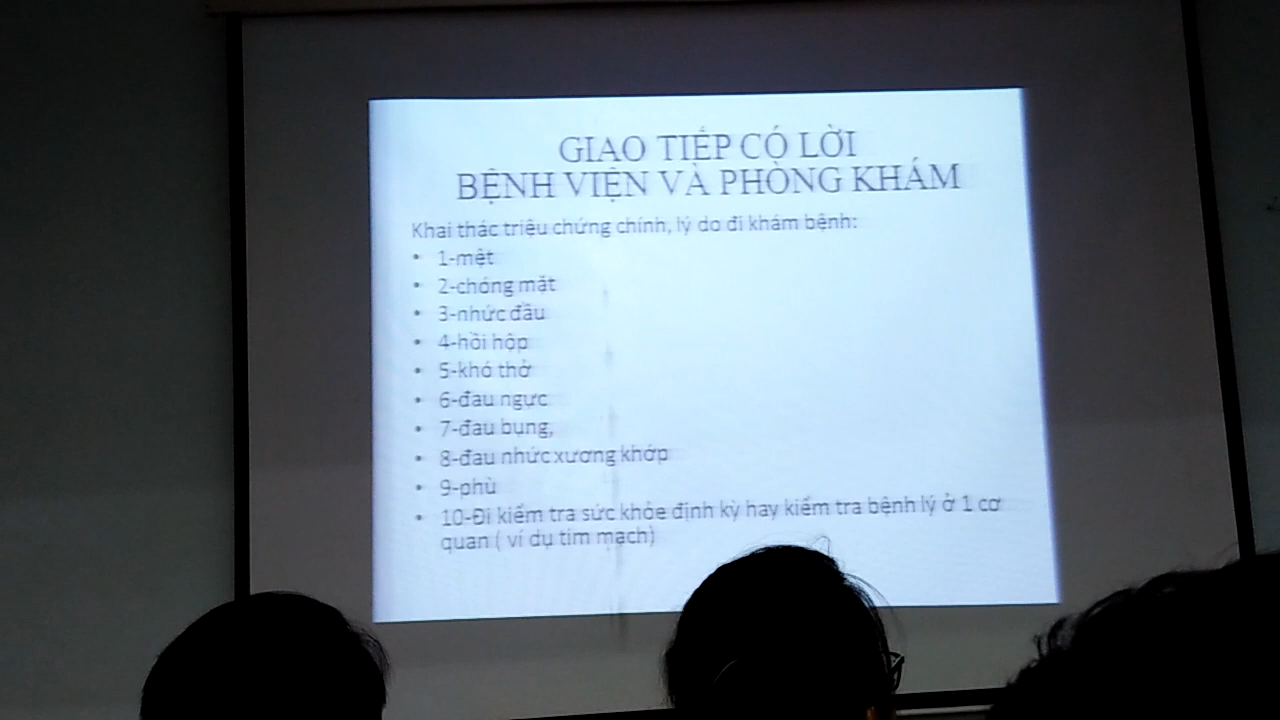 GIAO TIẾP CÓ LỜI
BỆNH VIỆN VÀ PHÒNG KHÁM
Khai thác triệu chứng chính, lý do đi khám bệnh:
• 1-mệt
• 2-chóng mặt
• 3-nhức đầu
• 4-hồi hộp
• 5-khó thở
• 6-đau ngực
• 7-đau bụng,
• 8-đau nhức xương khớp
• 9-phù
• 10-Đi kiểm tra sức khỏe định kỳ hay kiểm tra bệnh lý ở 1 cơ
quan ( ví dụ tim mạch)